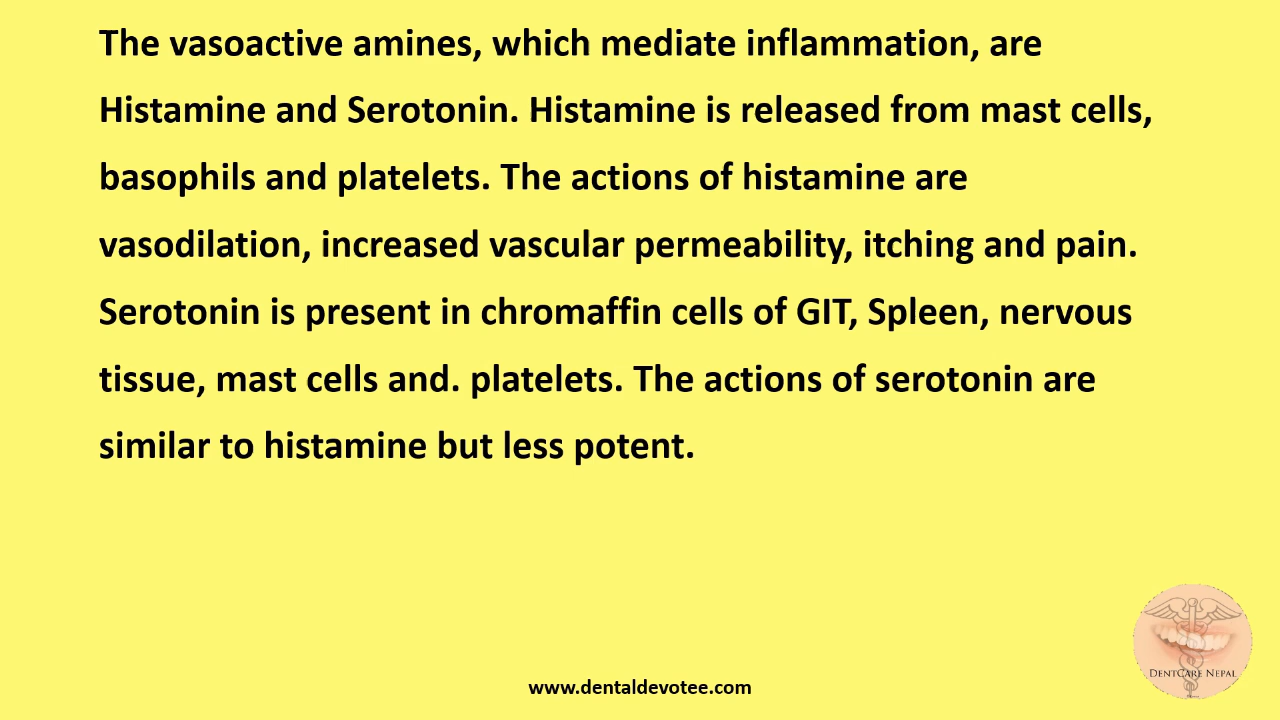 The vasoactive amines, which mediate inflammation, are
Histamine and Serotonin. Histamine is released from mast cells,
basophils and platelets. The actions of histamine are
vasodilation, increased vascular permeability, itching and pain.
Serotonin is present in chromaffin cells of GIT, Spleen, nervous
tissue, mast cells and. platelets. The actions of serotonin are
similar to histamine but less potent.
DENTCARE NEPAL
www.dentaldevotee.com